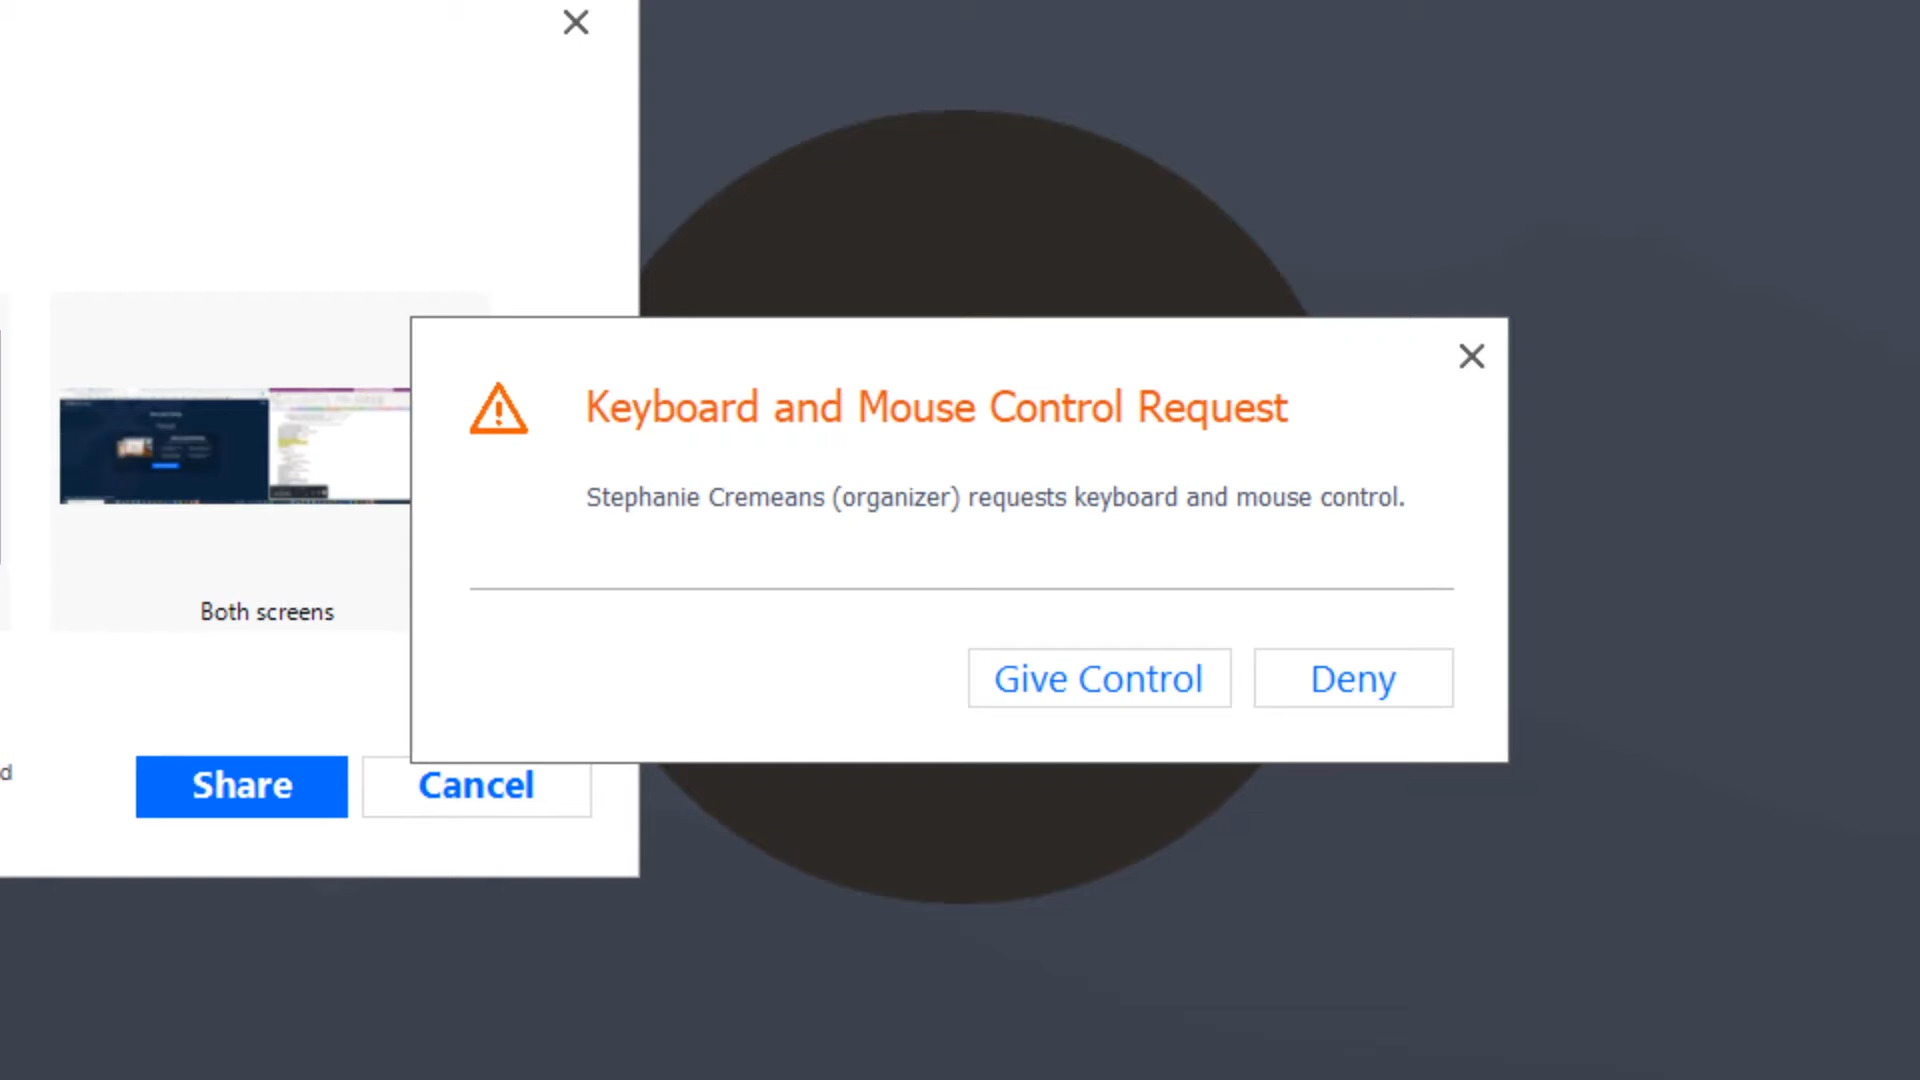 Keyboard and Mouse Control Request
Stephanie Cremeans (organizer) requests keyboard and mouse control.
Both screens
Give Control
Deny
d
Share
Cancel